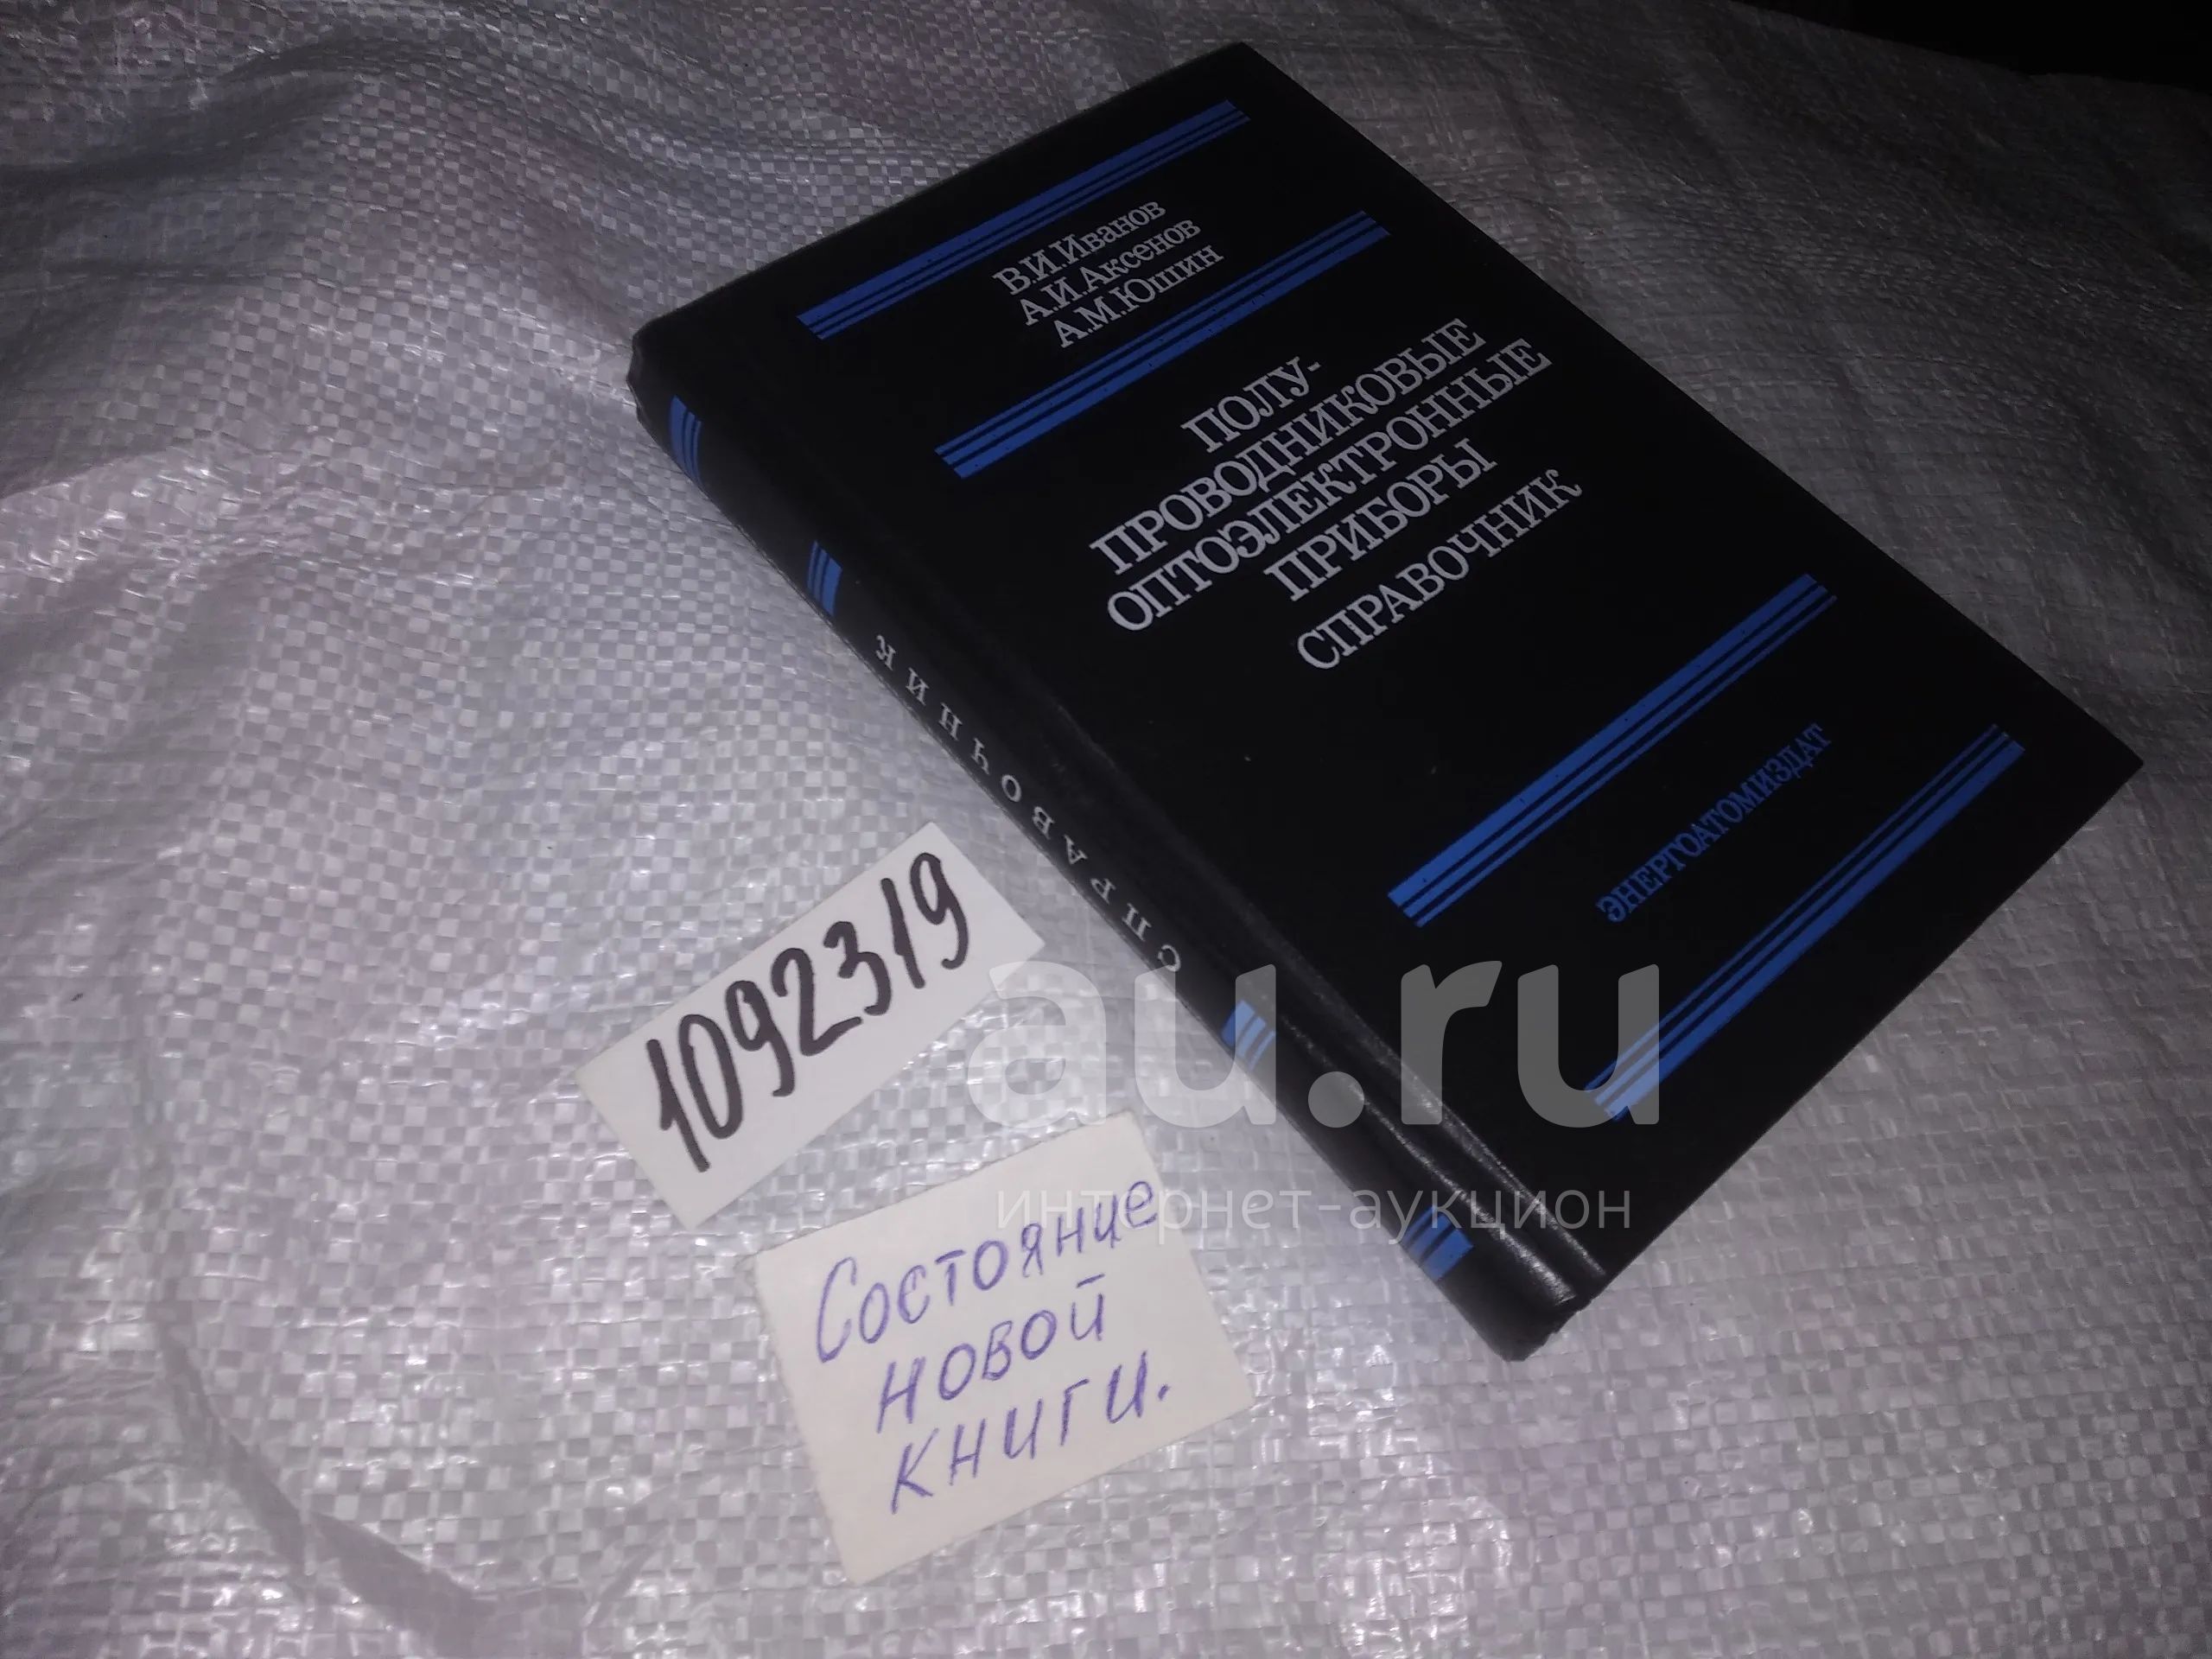 В.И.Иванов
А.И.Аксенов
А.М.Юшин
ПОЛУ-
ПРОВОДНИКОВЫЕ
ОПТОЭЛЕКТРОННЫЕ
ПРИБОРЫ
СПРАВОЧНИК
ЭНЕРГОАТОМИЗДАТ
СПРАВОЧНИК
1092319
Состояние
новой
книги.
au.ru
интернет-аукцион